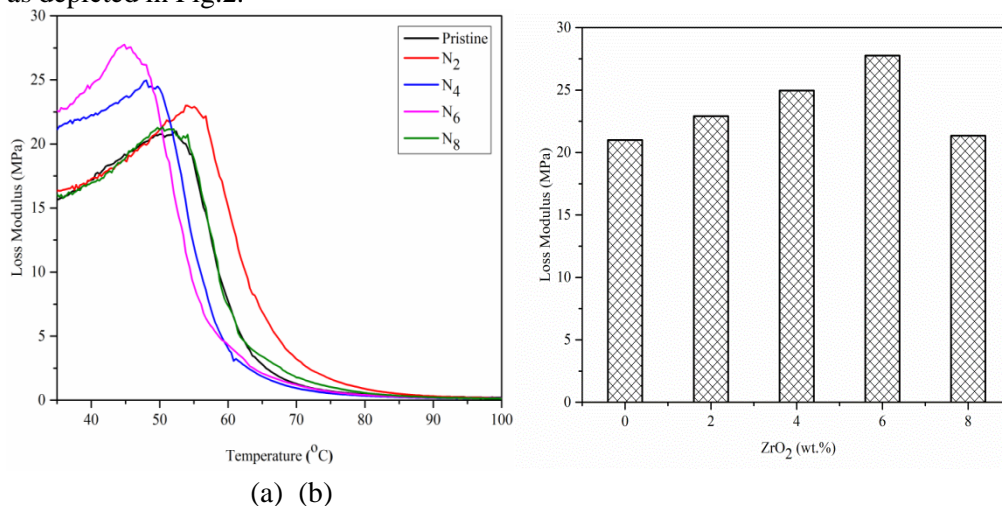 as depicted in Fig.2.
30
25
20
15
10
5
0
Loss Modulus (MPa)
40 50 60 70 80 90 100
Temperature (°C)
Pristine
N2
N4
N6
N8
30
25
20
15
10
5
0
Loss Modulus (MPa)
0 2 4 6 8
ZrO2 (wt.%)
(a) (b)